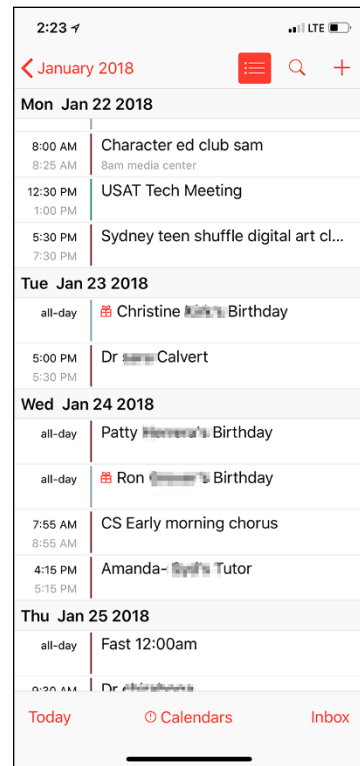 2:23
LTE
January 2018
Mon Jan 22 2018
8:00 AM Character ed club sam
8:25 AM 8am media center
12:30 PM USAT Tech Meeting
1:00 PM
5:30 PM Sydney teen shuffle digital art cl...
7:30 PM
Tue Jan 23 2018
all-day Christine Birthday
5:00 PM Dr Calvert
5:30 PM
Wed Jan 24 2018
all-day Patty Birthday
all-day Ron Birthday
7:55 AM CS Early morning chorus
8:55 AM
4:15 PM Amanda- Tutor
5:15 PM
Thu Jan 25 2018
all-day Fast 12:00am
9:30 AM Dr
Today Calendars Inbox